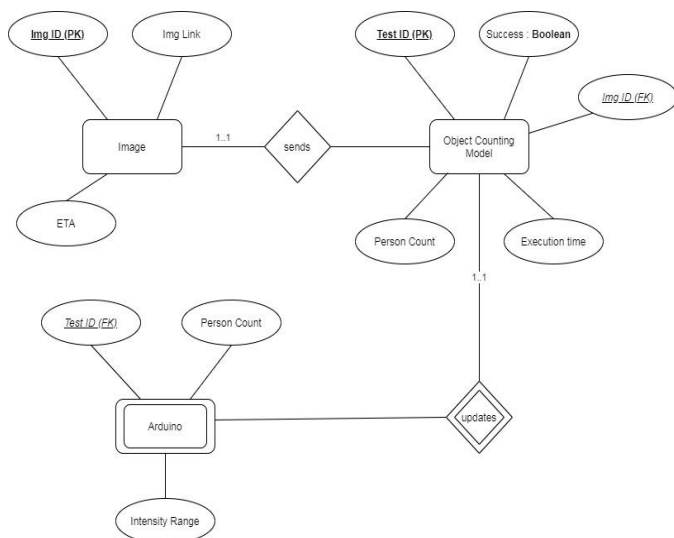 Img ID (PK)
Img Link
Test ID (PK)
Success : Boolean
Img ID (FK)
Image
1..1
sends
Object Counting
Model
ETA
Person Count
Execution time
1..1
Test ID (FK)
Person Count
Arduino
updates
Intensity Range